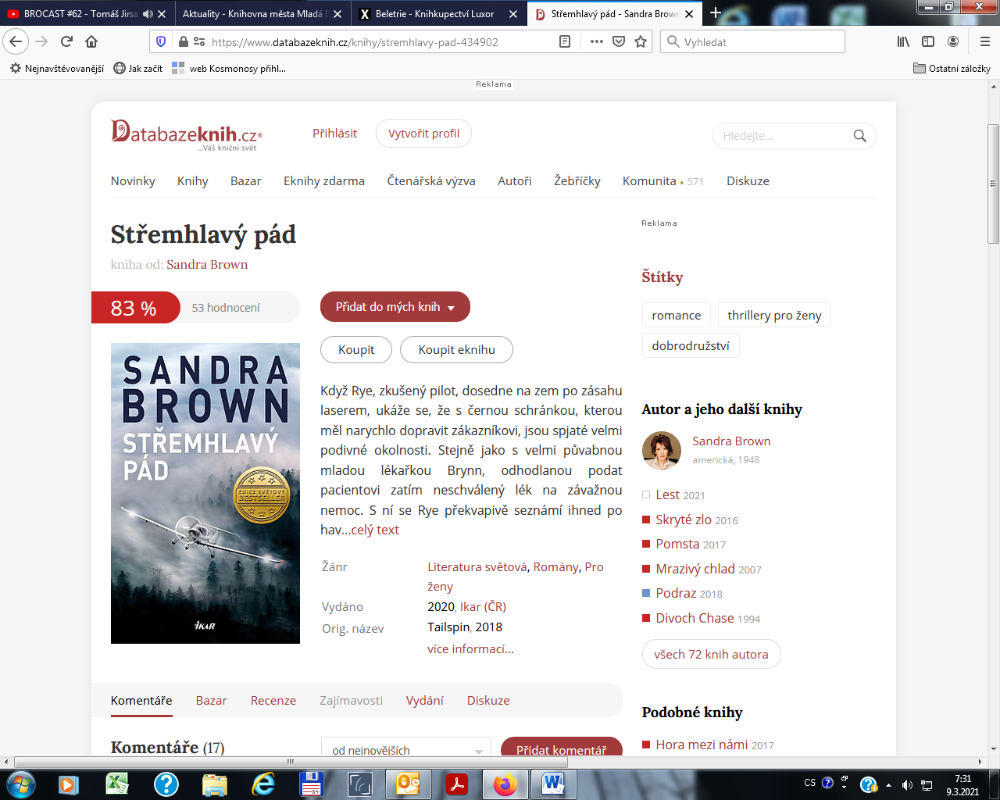 BROCAST #62 - Tomáš Jirsa
Aktuality - Knihovna města Mladá B
Beletrie - Knihkupectví Luxor
Střemhlavý pád - Sandra Brown
https://www.databazeknih.cz/knihy/stremhlavy-pad-434902
Vyhledat
Nejnavštěvovanější
Jak začít
web Kosmonosy přihl...
Ostatní záložky
Reklama
Databazeknih.cz®
...Váš knižní svět
Přihlásit
Vytvořit profil
Hledejte...
Novinky
Knihy
Bazar
Eknihy zdarma
Čtenářská výzva
Autoři
Žebříčky
Komunita • 571
Diskuze
Střemhlavý pád
kniha od: Sandra Brown
83 %
53 hodnocení
Přidat do mých knih
Koupit
Koupit eknihu
SANDRA
BROWN
STŘEMHLAVÝ
PÁD
EDICE SVĚTOVÝ
BESTSELLER
IKAR
Když Rye, zkušený pilot, dosedne na zem po zásahu
laserem, ukáže se, že s černou schránkou, kterou
měl narychlo dopravit zákazníkovi, jsou spjaté velmi
podivné okolnosti. Stejně jako s velmi půvabnou
mladou lékařkou Brynn, odhodlanou podat
pacientovi zatím neschválený lék na závažnou
nemoc. S ní se Rye překvapivě seznámí ihned po
hav...celý text
Žánr
Literatura světová, Romány, Pro
ženy
Vydáno
2020, Ikar (ČR)
Orig. název
Tailspin, 2018
více informací...
Komentáře
Bazar
Recenze
Zajímavosti
Vydání
Diskuze
Komentáře (17)
od nejnovějších
Přidat komentář
Reklama
Štítky
romance
thrillery pro ženy
dobrodružství
Autor a jeho další knihy
Sandra Brown
americká, 1948
Lest 2021
Skryté zlo 2016
Pomsta 2017
Mrazivý chlad 2007
Podraz 2018
Divoch Chase 1994
všech 72 knih autora
Podobné knihy
Hora mezi námi 2017
CS
7:31
9.3.2021